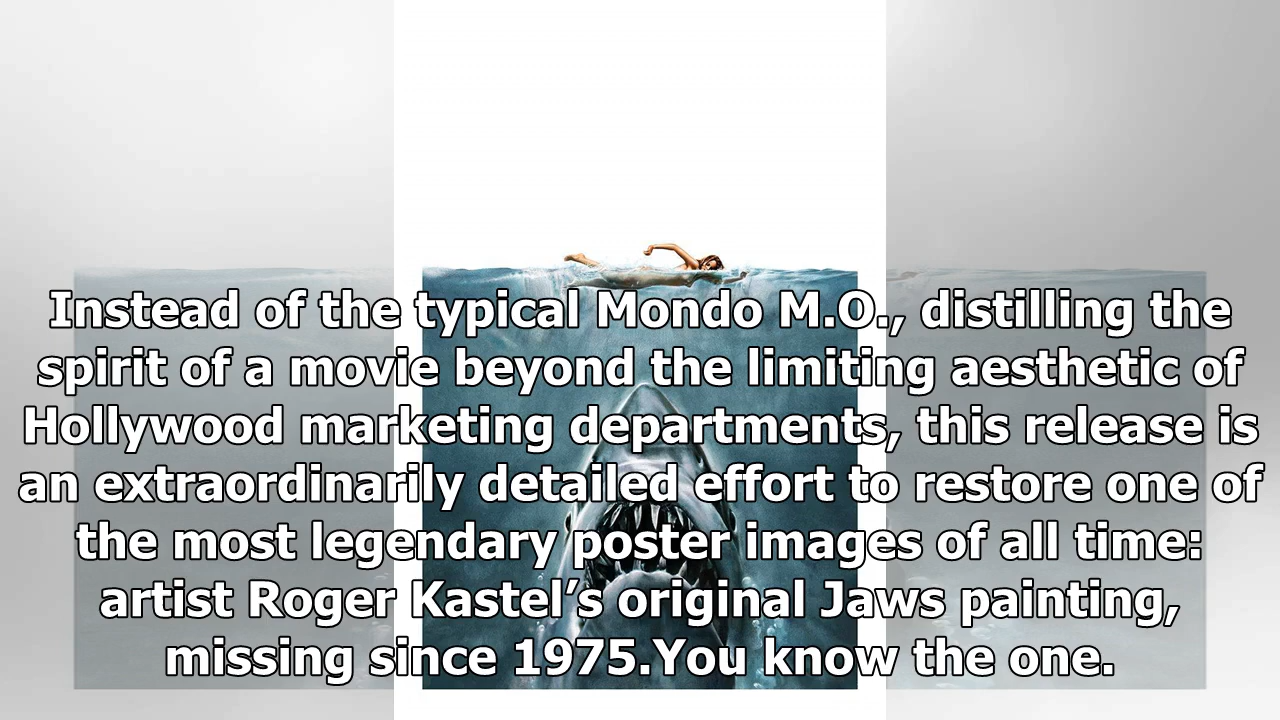 Instead of the typical Mondo M.O., distilling the
spirit of a movie beyond the limiting aesthetic of
Hollywood marketing departments, this release is
an extraordinarily detailed effort to restore one of
the most legendary poster images of all time:
artist Roger Kastel’s original Jaws painting,
missing since 1975.You know the one.